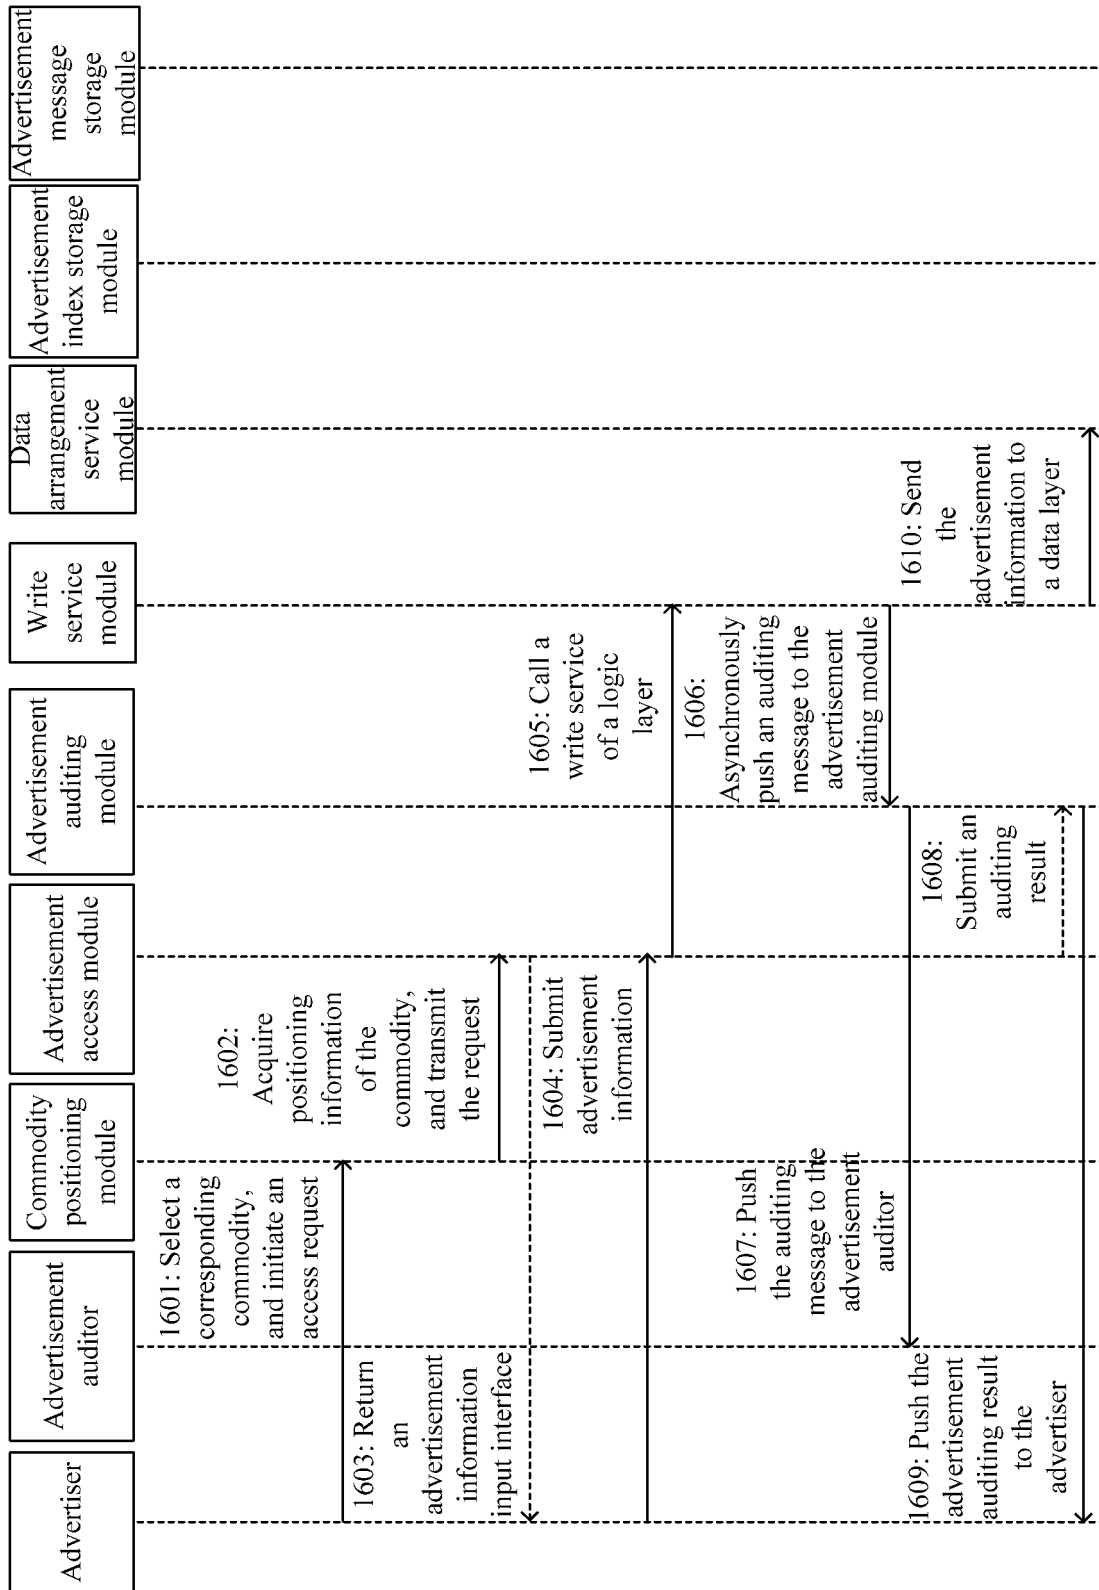 Advertiser
Advertisement
auditor
Commodity
positioning
module
Advertisement
access module
Advertisement
auditing
module
Write
service
module
Data
arrangement
service
module
Advertisement
index storage
module
Advertisement
message
storage
module
1601: Select a
corresponding
commodity,
and initiate an
access request
1602:
Acquire
positioning
information
of the
commodity,
and transmit
the request
1603: Return
an
advertisement
information
input interface
1604: Submit
advertisement
information
1605: Call a
write service
of a logic
layer
1606:
Asynchronously
push an auditing
message to the
advertisement
auditing module
1607: Push
the auditing
message to the
advertisement
auditor
1608:
Submit an
auditing
result
1609: Push the
advertisement
auditing result
to the
advertiser
1610: Send
the
advertisement
information to
a data layer